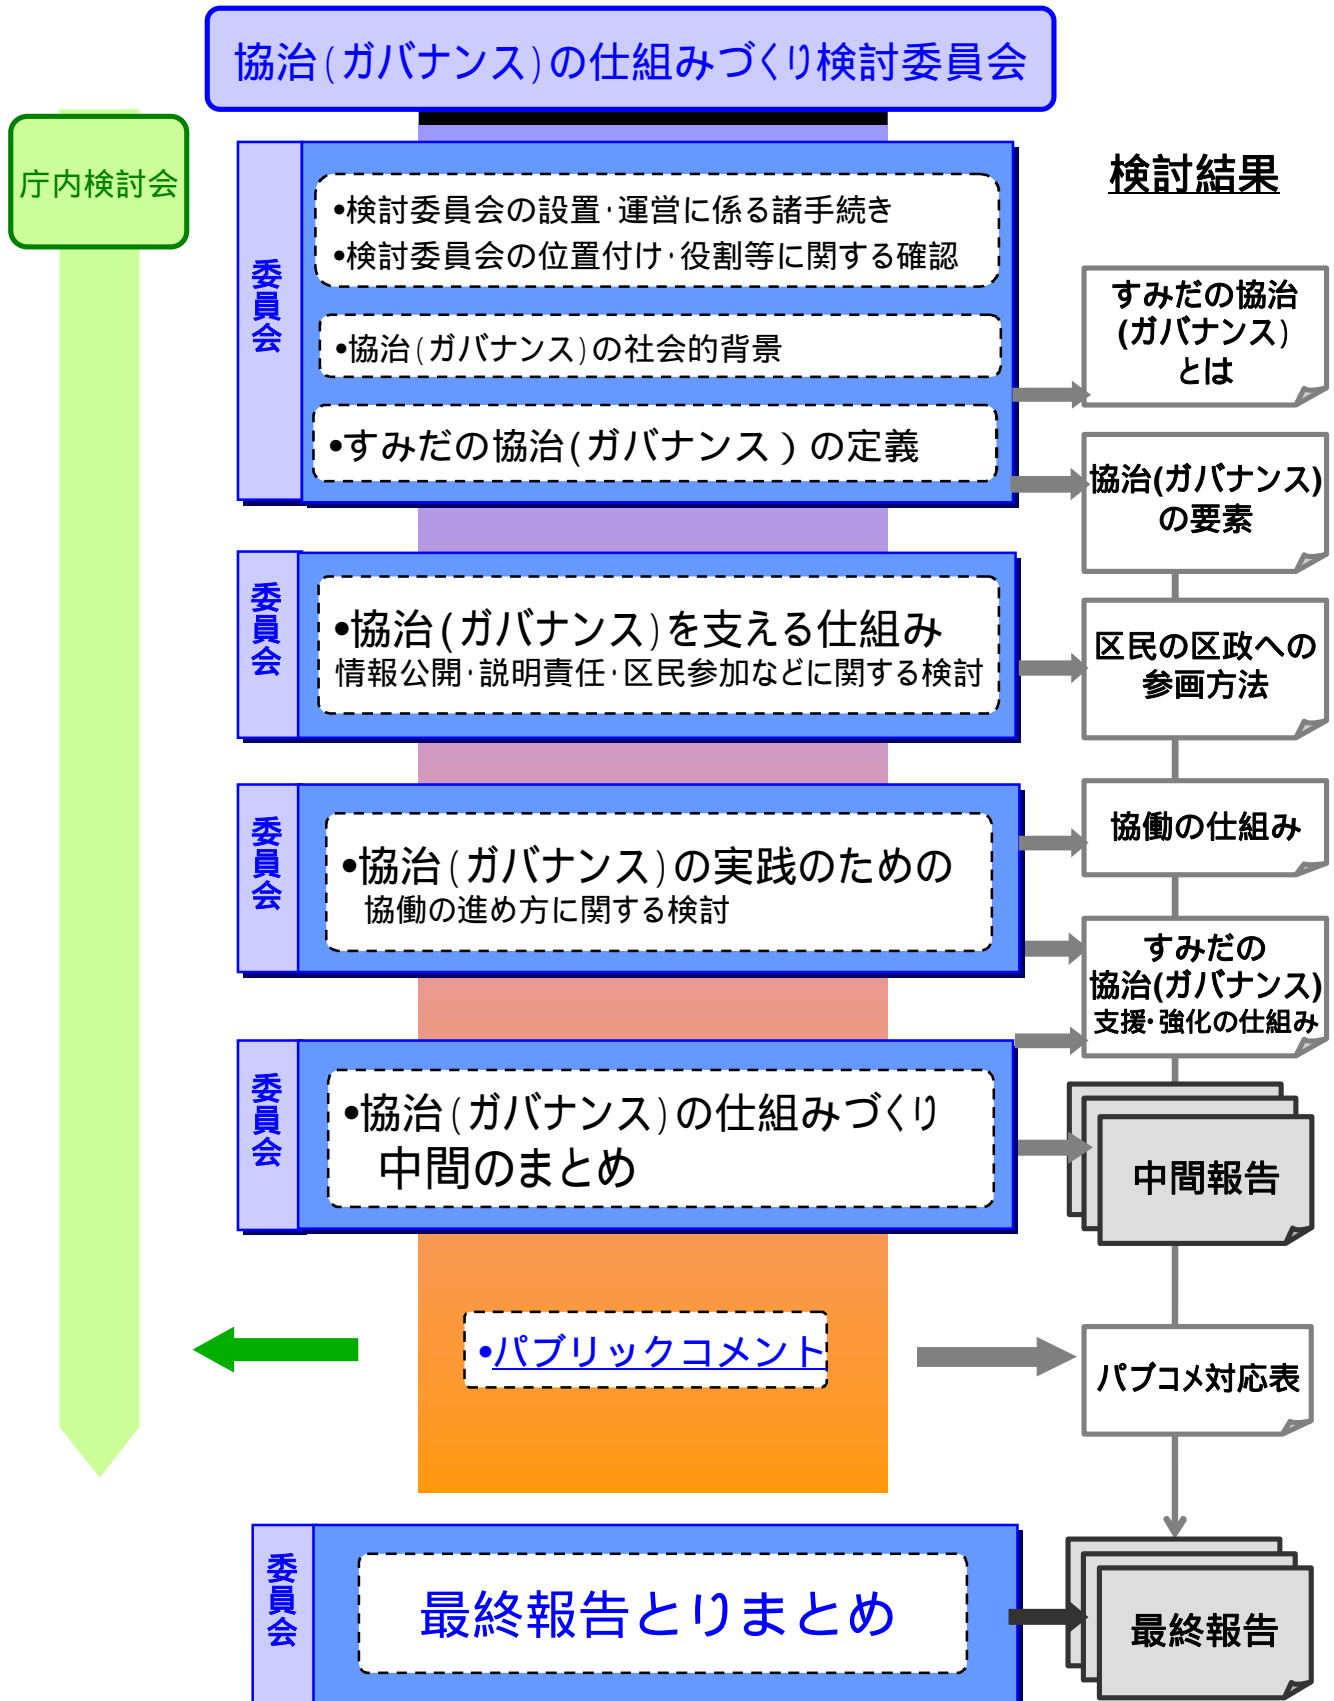 協治(ガバナンス)の仕組みづくり検討委員会
庁内検討会
検討結果
委員会
•検討委員会の設置・運営に係る諸手続き
•検討委員会の位置付け・役割等に関する確認
•協治(ガバナンス)の社会的背景
•すみだの協治(ガバナンス)の定義
すみだの協治
(ガバナンス)
とは
協治(ガバナンス)
の要素
委員会
•協治(ガバナンス)を支える仕組み
情報公開・説明責任・区民参加などに関する検討
区民の区政への
参画方法
委員会
•協治(ガバナンス)の実践のための
協働の進め方に関する検討
協働の仕組み
すみだの
協治(ガバナンス)
支援・強化の仕組み
委員会
•協治(ガバナンス)の仕組みづくり
中間のまとめ
中間報告
•パブリックコメント
パブコメ対応表
委員会
最終報告とりまとめ
最終報告